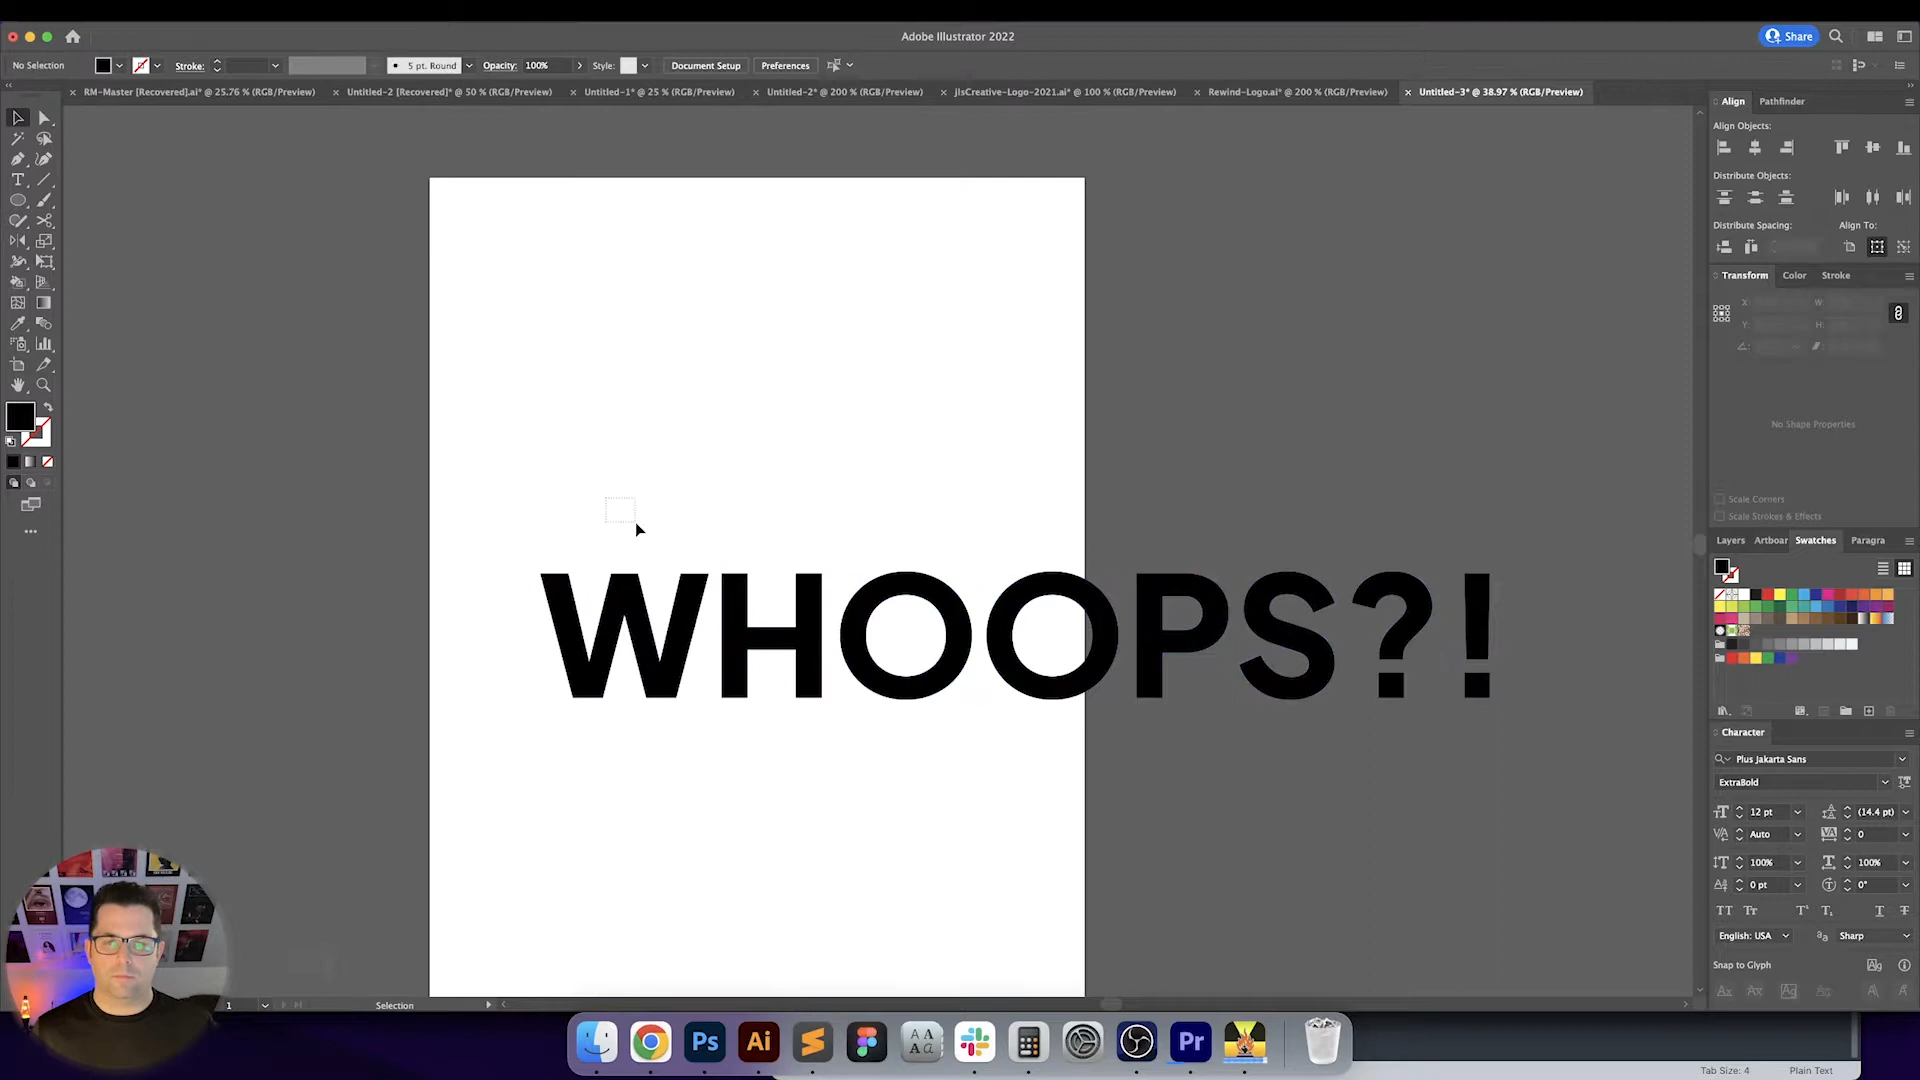 Adobe Illustrator 2022
Share
No Selection
Stroke:
5 pt. Round
Opacity:
100%
Style:
Document Setup
Preferences
RM-Master [Recovered].ai* @ 25.76 % (RGB/Preview)
Untitled-2 [Recovered]* @ 50 % (RGB/Preview)
Untitled-1* @ 25 % (RGB/Preview)
Untitled-2* @ 200 % (RGB/Preview)
jlsCreative-Logo-2021.ai* @ 100 % (RGB/Preview)
Rewind-Logo.ai* @ 200 % (RGB/Preview)
Untitled-3* @ 38.97 % (RGB/Preview)
Align
Pathfinder
Align Objects:
Distribute Objects:
Distribute Spacing:
Align To:
Transform
Color
Stroke
X:
W:
Y:
H:
No Shape Properties
Scale Corners
Scale Strokes & Effects
Layers
Artboar
Swatches
Paragra
WHOOPS?!
Character
Plus Jakarta Sans
ExtraBold
12 pt
(14.4 pt)
Auto
0
100%
100%
0 pt
0°
English: USA
Sharp
Snap to Glyph
1
Selection
Ps
Ai
Pr
Tab Size: 4
Plain Text